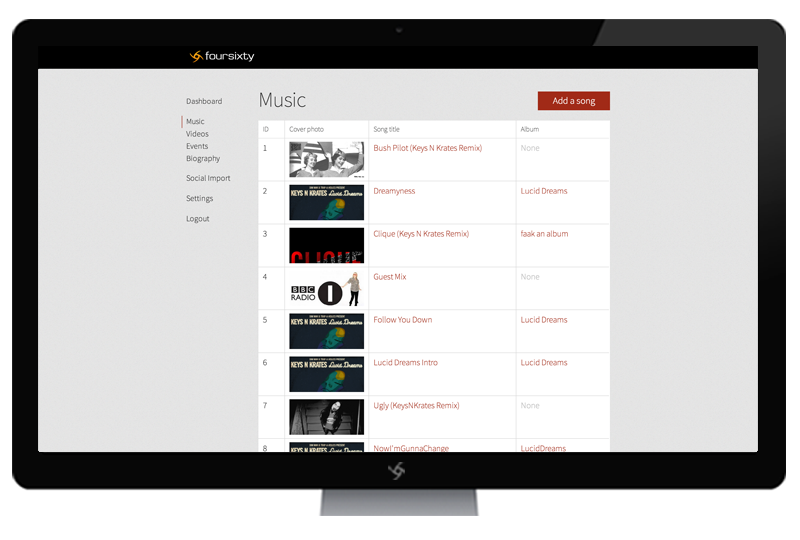 foursixty
Dashboard
Music
Videos
Events
Biography
Social Import
Settings
Logout
Music
Add a song
ID Cover photo Song title Album
1 Bush Pilot (Keys N Krates Remix) None
2 KEYS N KRATES Lucid Dreams Dreamyness Lucid Dreams
3 CLIQUE Clique (Keys N Krates Remix) faak an album
4 BBC RADIO 1 Guest Mix None
5 KEYS N KRATES Lucid Dreams Follow You Down Lucid Dreams
6 KEYS N KRATES Lucid Dreams Lucid Dreams Intro Lucid Dreams
7 Ugly (KeysNKrates Remix) None
8 KEYS N KRATES Lucid Dreams NowI'mGunnaChange LucidDreams